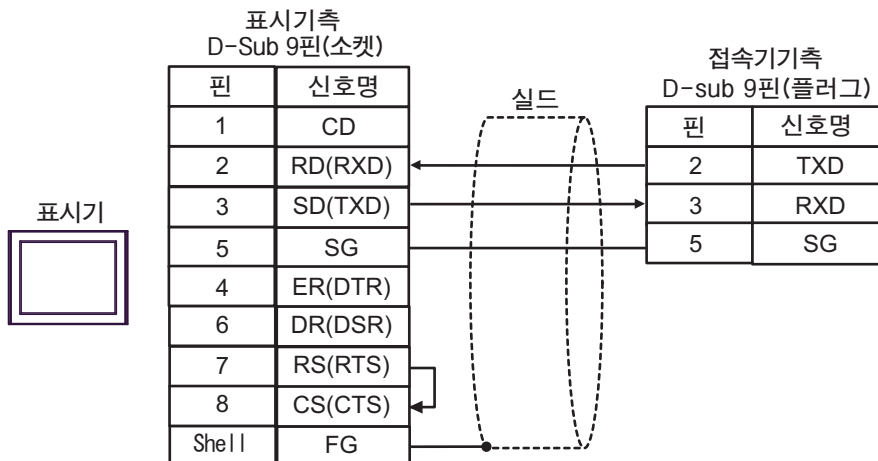 표시기측
D-Sub 9핀(소켓)
접속기기측
D-sub 9핀(플러그)
실드
표시기
핀 신호명
1 CD
2 RD(RXD)
3 SD(TXD)
5 SG
4 ER(DTR)
6 DR(DSR)
7 RS(RTS)
8 CS(CTS)
Shell FG
핀 신호명
2 TXD
3 RXD
5 SG